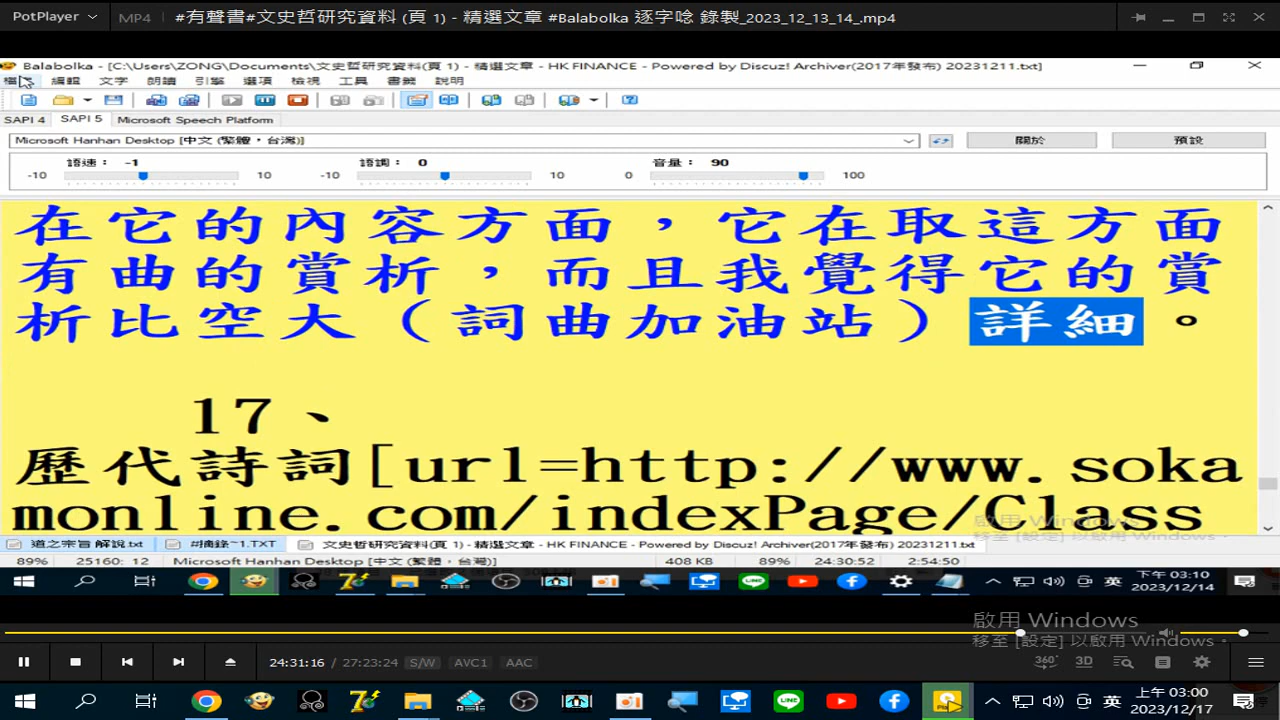 PotPlayer MP4 #有聲書#文史哲研究資料 (頁 1) - 精選文章 #Balabolka 逐字唸 錄製_2023_12_13_14_.mp4
Balabolka - [C:\Users\ZONG\Documents\文史哲研究資料(頁 1) - 精選文章 - HK FINANCE - Powered by Discuz! Archiver(2017年發布) 20231211.txt]
檔案 編輯 文字 朗讀 引擎 選項 檢視 工具 書籤 說明
SAPI 4 SAPI 5 Microsoft Speech Platform
Microsoft Hanhan Desktop [中文 (繁體，台灣)] 關於 預設
語速： -1 語調： 0 音量： 90
-10 10 -10 10 0 100
在它的內容方面，它在取這方面
有曲的賞析，而且我覺得它的賞
析比空大（詞曲加油站）詳細。
17、
歷代詩詞[url=http://www.soka
monline.com/indexPage/Class
啟用 Windows
移至 [設定] 以啟用 Windows。
道之宗旨 解說.txt #摘錄~1.TXT 文史哲研究資料(頁 1) - 精選文章 - HK FINANCE - Powered by Discuz! Archiver(2017年發布) 20231211.txt
89% 25160: 12 Microsoft Hanhan Desktop [中文 (繁體，台灣)] 408 KB 89% 24:30:52 2:54:50
英 下午 03:10
2023/12/14
啟用 Windows
移至 [設定] 以啟用 Windows。
24:31:16 / 27:23:24 S/W AVC1 AAC 360° 3D
英 上午 03:00
2023/12/17